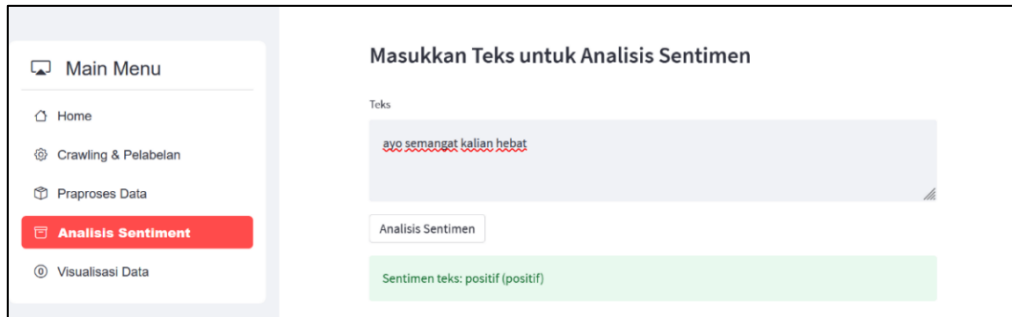 Main Menu
Home
Crawling & Pelabelan
Praproses Data
Analisis Sentiment
Visualisasi Data
Masukkan Teks untuk Analisis Sentimen
Teks
ayo semangat kalian hebat
Analisis Sentimen
Sentimen teks: positif (positif)